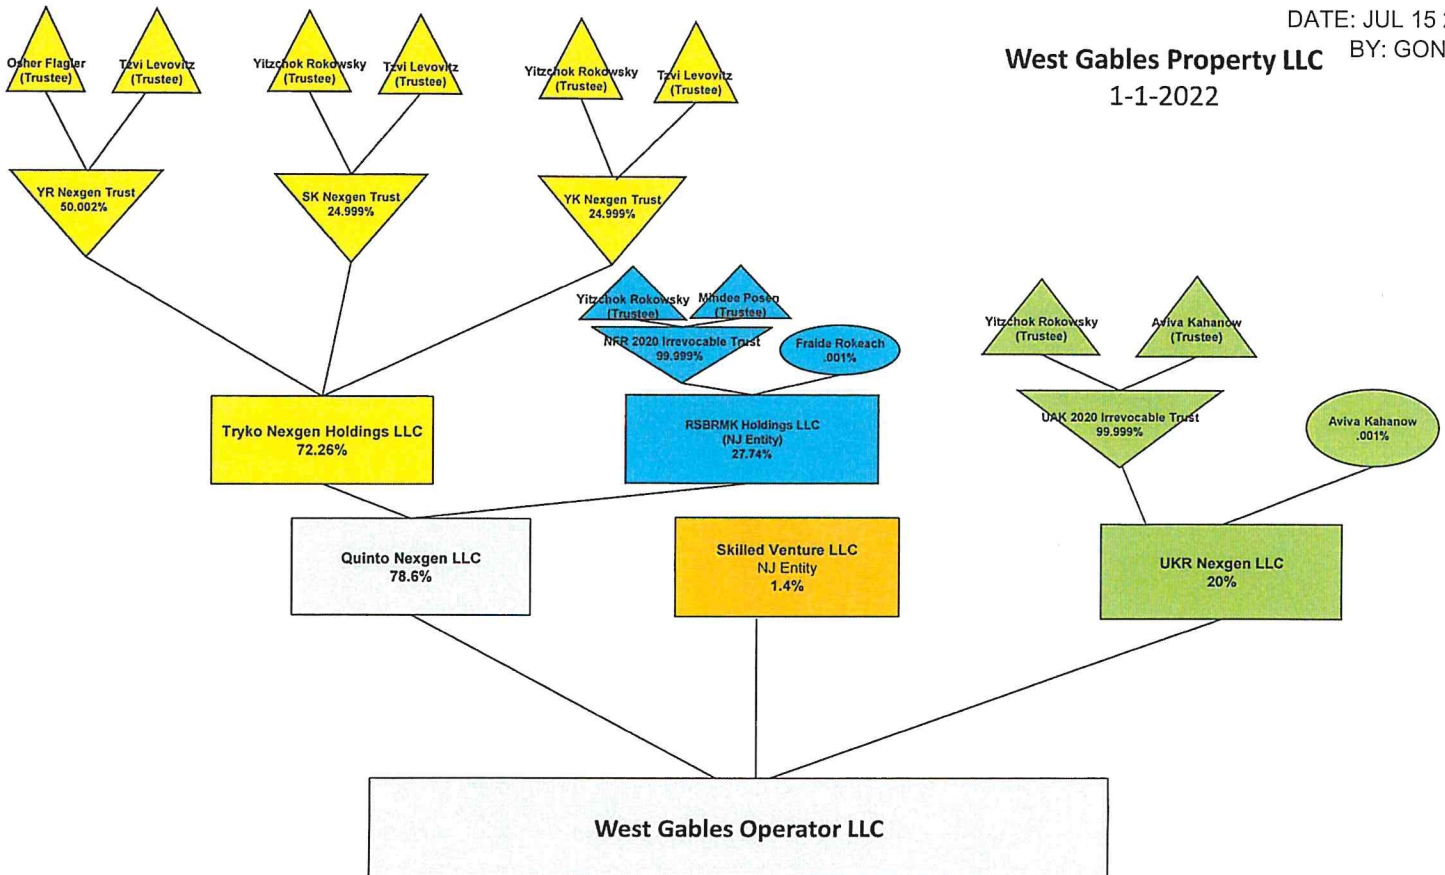 DATE: JUL 15
BY: GON
West Gables Property LLC
1-1-2022
Osher Flagler
(Trustee)
Tzvi Levovitz
(Trustee)
Yitzchok Rokowsky
(Trustee)
Tzvi Levovitz
(Trustee)
Yitzchok Rokowsky
(Trustee)
Tzvi Levovitz
(Trustee)
YR Nexgen Trust
50.002%
SK Nexgen Trust
24.999%
YK Nexgen Trust
24.999%
Yitzchok Rokowsky
(Trustee)
Mindee Posen
(Trustee)
NFR 2020 Irrevocable Trust
99.999%
Fraida Rokeach
.001%
Yitzchok Rokowsky
(Trustee)
Aviva Kahanow
(Trustee)
UAK 2020 Irrevocable Trust
99.999%
Aviva Kahanow
.001%
Tryko Nexgen Holdings LLC
72.26%
RSBRMK Holdings LLC
(NJ Entity)
27.74%
Quinto Nexgen LLC
78.6%
Skilled Venture LLC
NJ Entity
1.4%
UKR Nexgen LLC
20%
West Gables Operator LLC